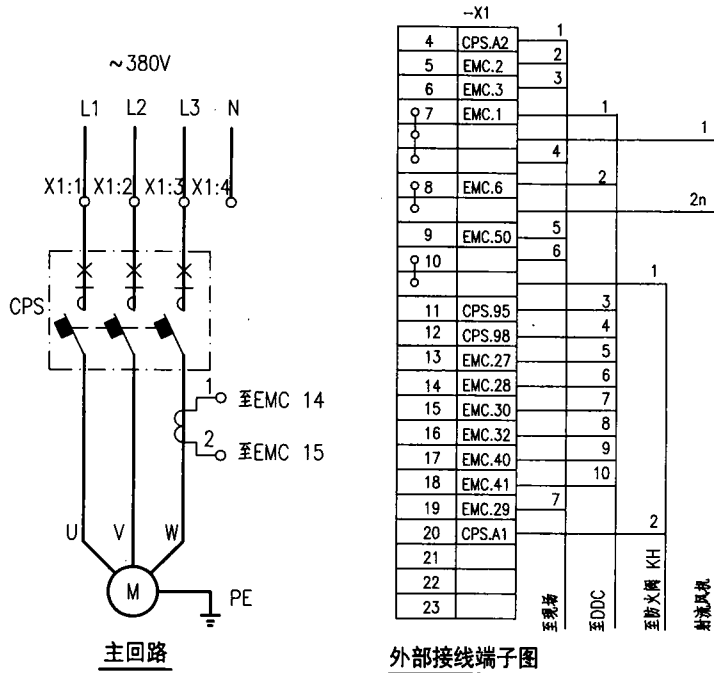 ~380V
L1 L2 L3 N
X1:1 X1:2 X1:3 X1:4
CPS
1 至EMC 14
2 至EMC 15
U V W
M
PE
主回路
-X1
4 CPS.A2 1
5 EMC.2 2
6 EMC.3 3
7 EMC.1 1
1
4
8 EMC.6 2
2n
9 EMC.50 5
10 6
1
11 CPS.95 3
12 CPS.98 4
13 EMC.27 5
14 EMC.28 6
15 EMC.30 7
16 EMC.32 8
17 EMC.40 9
18 EMC.41 10
19 EMC.29 7
20 CPS.A1 2
21
22
23
至现场
至DDC
至防火阀 KH
射流风机
外部接线端子图